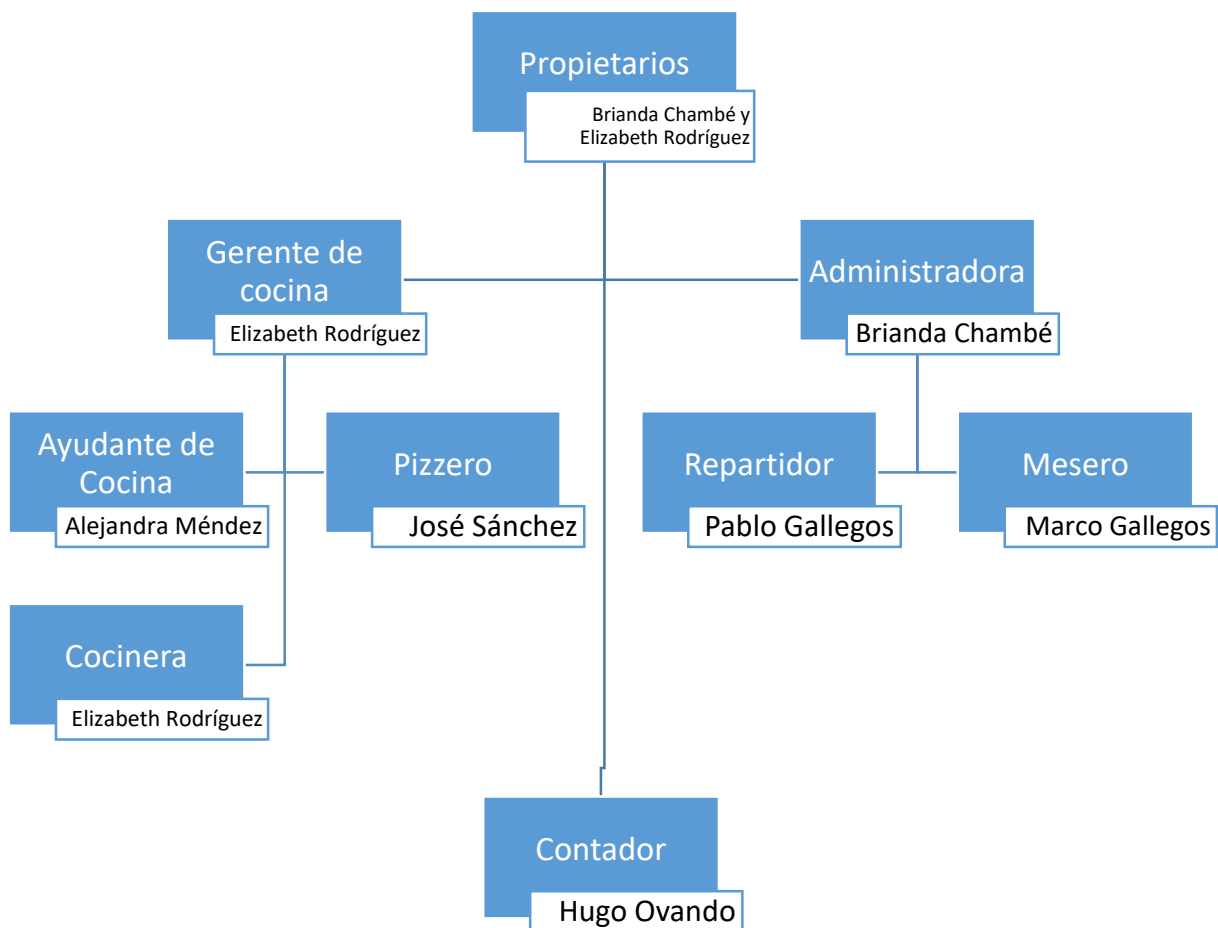 Propietarios
Brianda Chambé y
Elizabeth Rodríguez
Gerente de
cocina
Elizabeth Rodríguez
Administradora
Brianda Chambé
Ayudante de
Cocina
Alejandra Méndez
Pizzero
José Sánchez
Repartidor
Pablo Gallegos
Mesero
Marco Gallegos
Cocinera
Elizabeth Rodríguez
Contador
Hugo Ovando